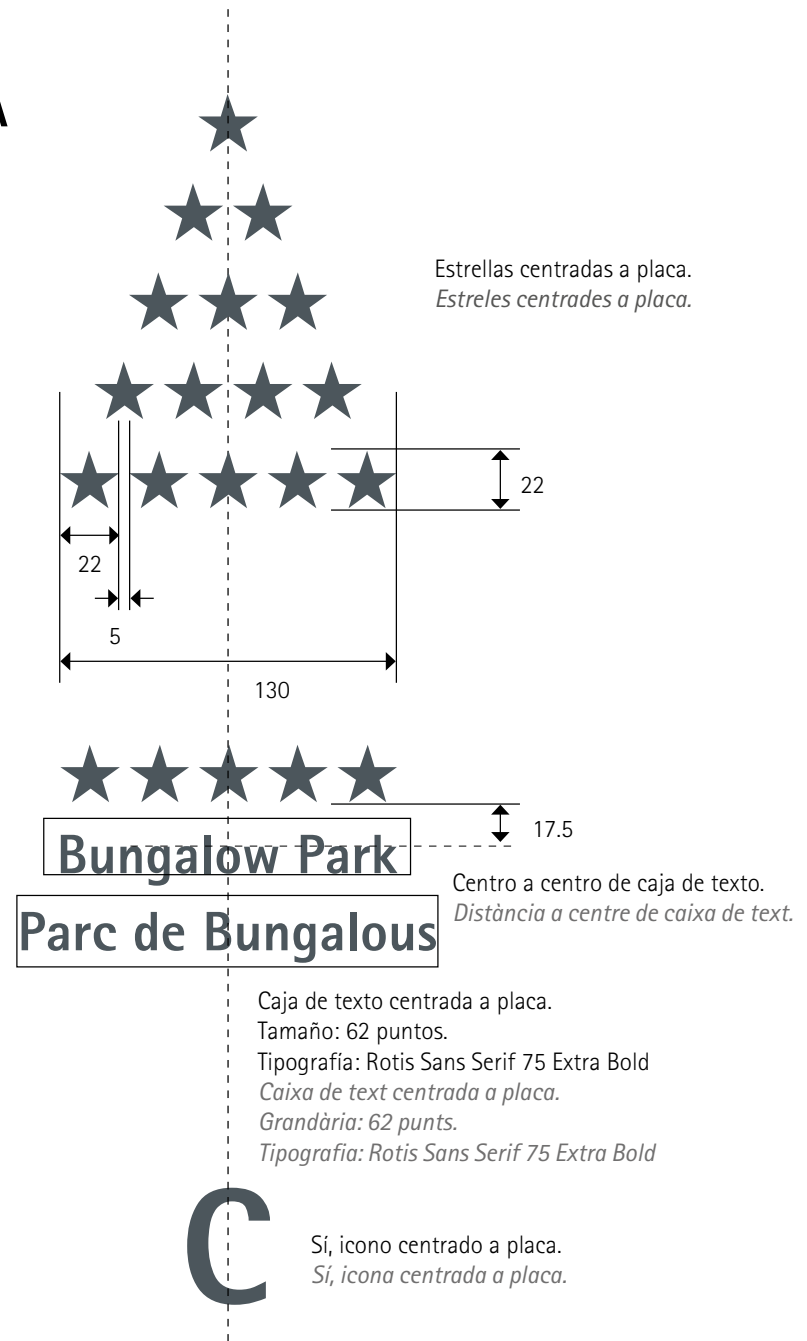 A
Estrellas centradas a placa.
Estreles centrades a placa.
22
22
5
130
17.5
Bungalow Park
Centro a centro de caja de texto.
Distància a centre de caixa de text.
Parc de Bungalous
Caja de texto centrada a placa.
Tamaño: 62 puntos.
Tipografía: Rotis Sans Serif 75 Extra Bold
Caixa de text centrada a placa.
Grandària: 62 punts.
Tipografia: Rotis Sans Serif 75 Extra Bold
C
Sí, icono centrado a placa.
Sí, icona centrada a placa.